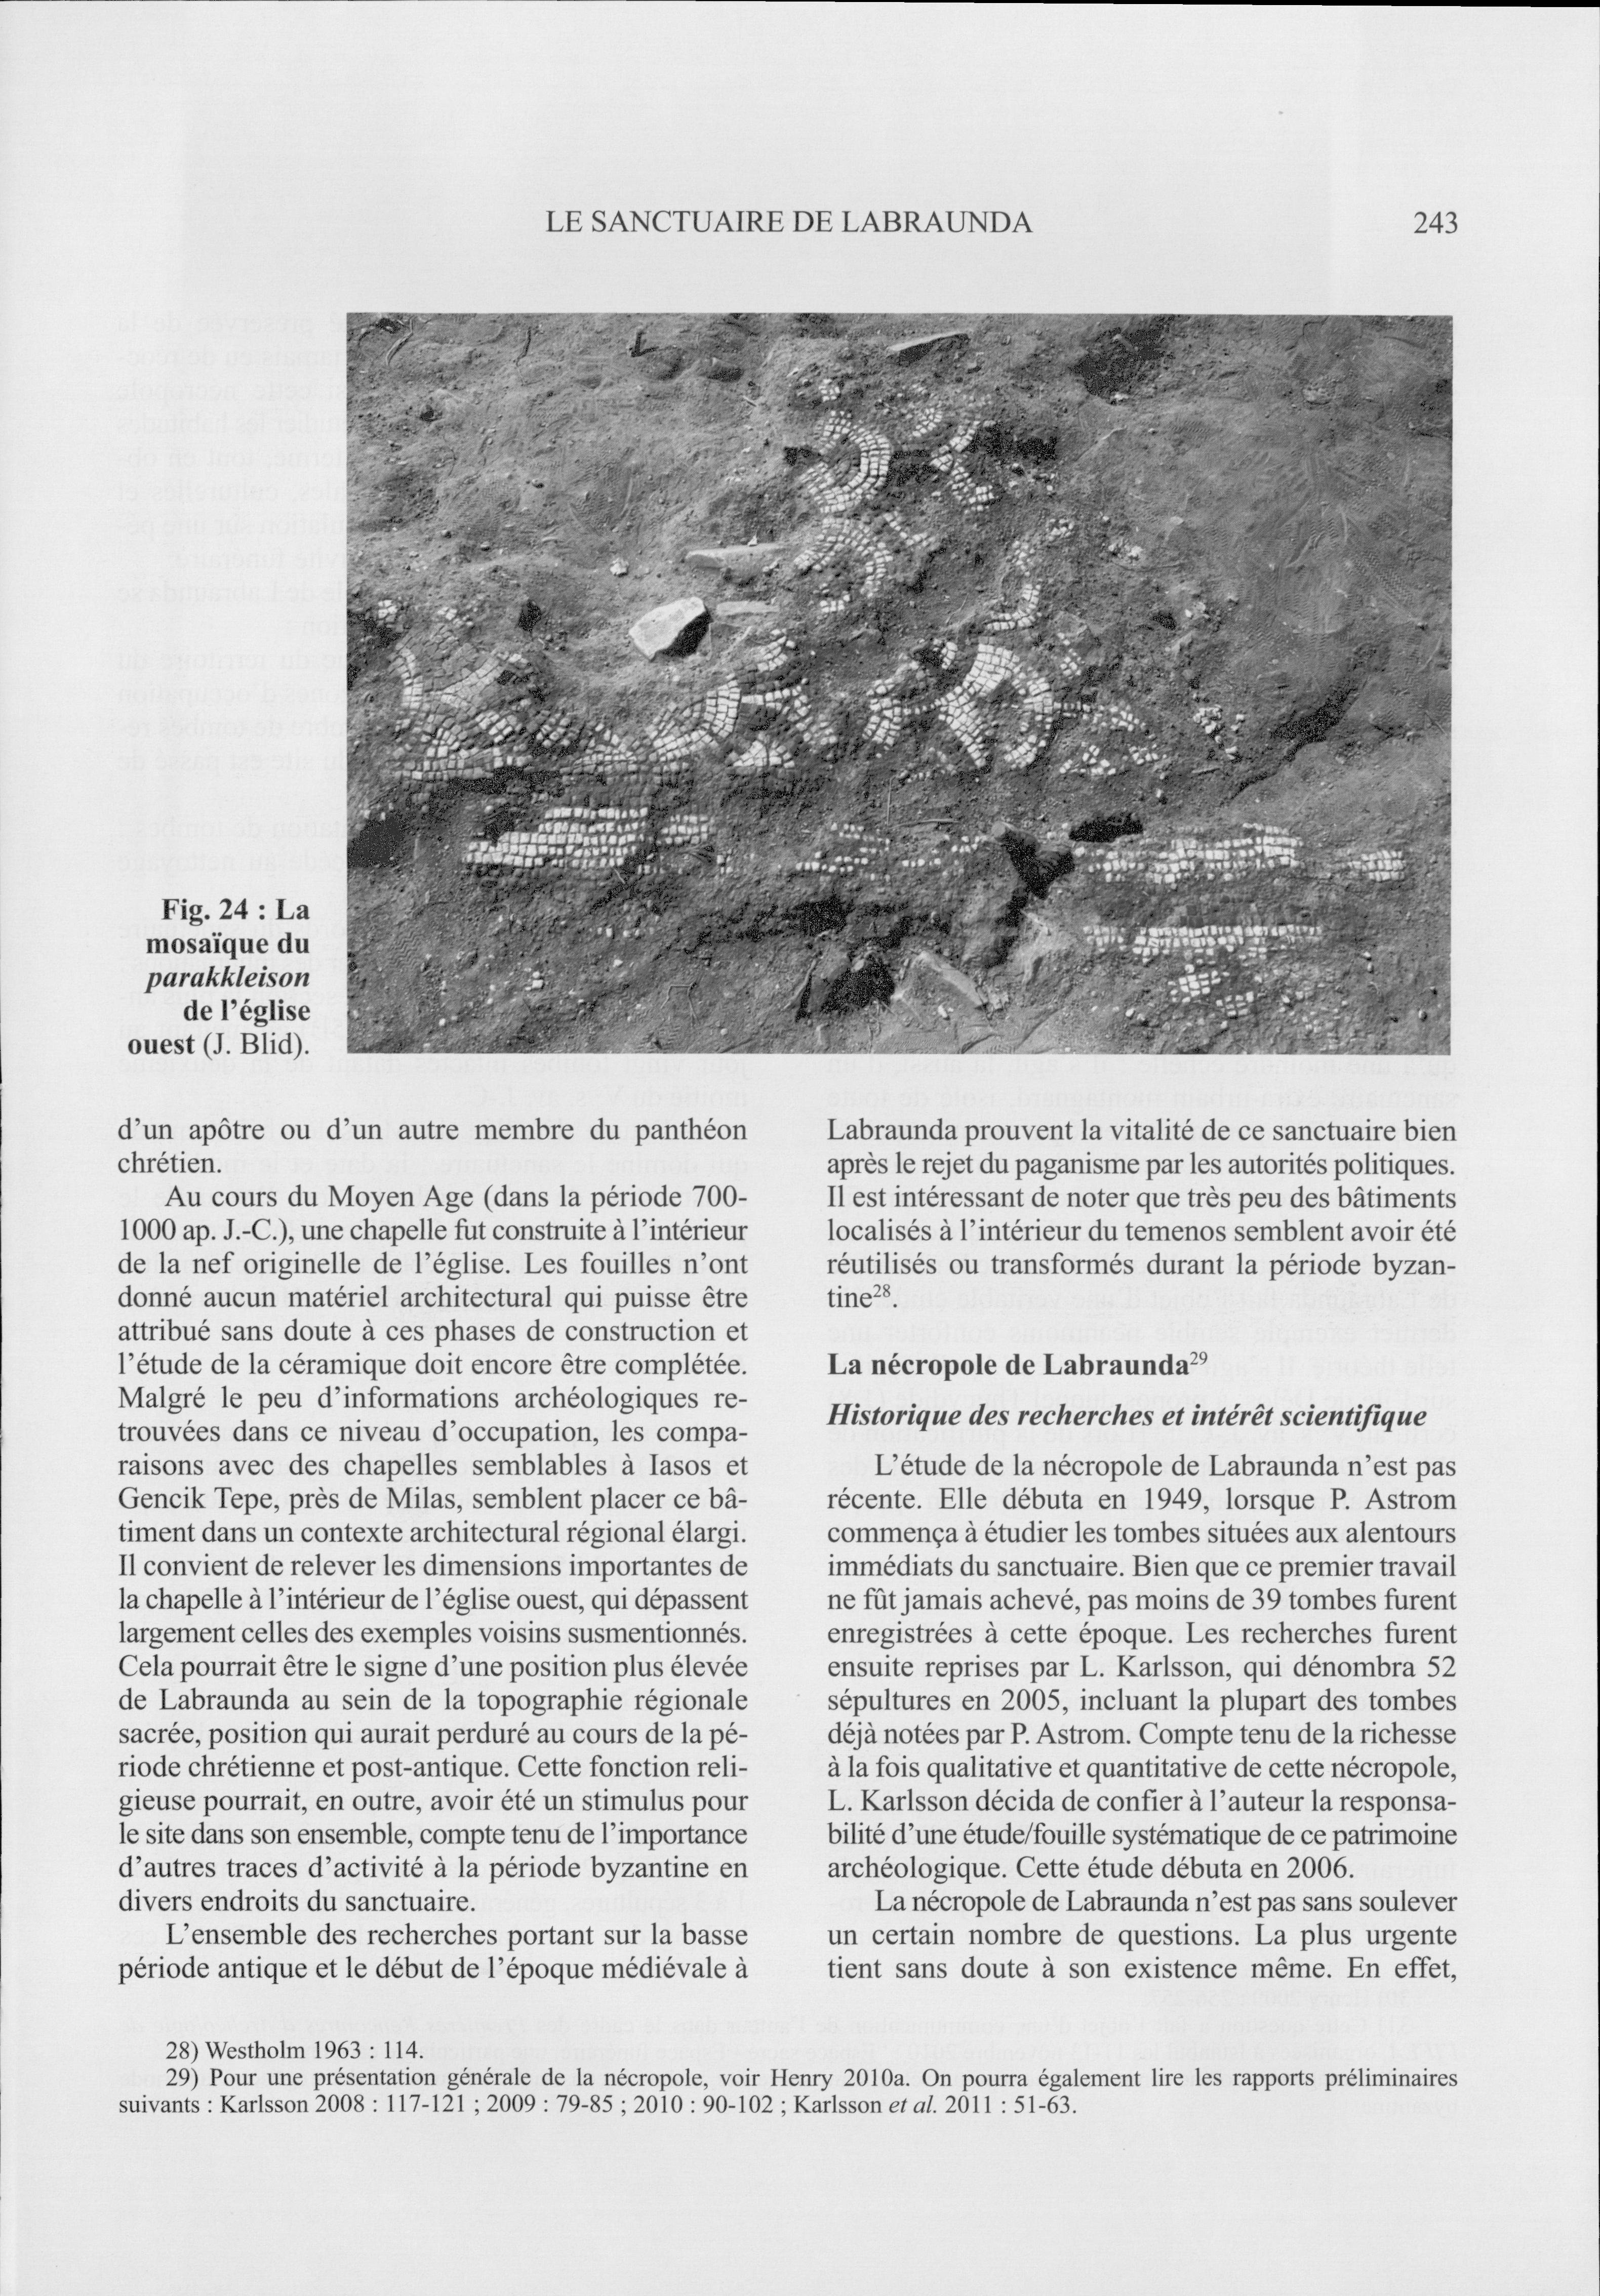 LE SANCTUAIRE DE LABRAUNDA
243
Fig. 24 : La
mosaïque du
parakkleison
de l'église
ouest (J. Blid).
d'un apôtre ou d'un autre membre du panthéon
chrétien.
Au cours du Moyen Age (dans la période 700-
1000 ap. J.-C.), une chapelle fut construite à l'intérieur
de la nef originelle de l'église. Les fouilles n'ont
donné aucun matériel architectural qui puisse être
attribué sans doute à ces phases de construction et
l'étude de la céramique doit encore être complétée.
Malgré le peu d'informations archéologiques re-
trouvées dans ce niveau d'occupation, les compa-
raisons avec des chapelles semblables à Iasos et
Gencik Tepe, près de Milas, semblent placer ce bâ-
timent dans un contexte architectural régional élargi.
Il convient de relever les dimensions importantes de
la chapelle à l'intérieur de l'église ouest, qui dépassent
largement celles des exemples voisins susmentionnés.
Cela pourrait être le signe d'une position plus élevée
de Labraunda au sein de la topographie régionale
sacrée, position qui aurait perduré au cours de la pé-
riode chrétienne et post-antique. Cette fonction reli-
gieuse pourrait, en outre, avoir été un stimulus pour
le site dans son ensemble, compte tenu de l'importance
d'autres traces d'activité à la période byzantine en
divers endroits du sanctuaire.
L'ensemble des recherches portant sur la basse
période antique et le début de l'époque médiévale à
Labraunda prouvent la vitalité de ce sanctuaire bien
après le rejet du paganisme par les autorités politiques.
Il est intéressant de noter que très peu des bâtiments
localisés à l'intérieur du temenos semblent avoir été
réutilisés ou transformés durant la période byzan-
tine28.
La nécropole de Labraunda29
Historique des recherches et intérêt scientifique
L'étude de la nécropole de Labraunda n'est pas
récente. Elle débuta en 1949, lorsque P. Astrom
commença à étudier les tombes situées aux alentours
immédiats du sanctuaire. Bien que ce premier travail
ne fût jamais achevé, pas moins de 39 tombes furent
enregistrées à cette époque. Les recherches furent
ensuite reprises par L. Karlsson, qui dénombra 52
sépultures en 2005, incluant la plupart des tombes
déjà notées par P. Astrom. Compte tenu de la richesse
à la fois qualitative et quantitative de cette nécropole,
L. Karlsson décida de confier à l'auteur la responsa-
bilité d'une étude/fouille systématique de ce patrimoine
archéologique. Cette étude débuta en 2006.
La nécropole de Labraunda n'est pas sans soulever
un certain nombre de questions. La plus urgente
tient sans doute à son existence même. En effet,
28) Westholm 1963 : 114.
29) Pour une présentation générale de la nécropole, voir Henry 2010a. On pourra également lire les rapports préliminaires
suivants : Karlsson 2008 : 117-121 ; 2009 : 79-85 ; 2010 : 90-102 ; Karlsson et al. 2011 : 51-63.